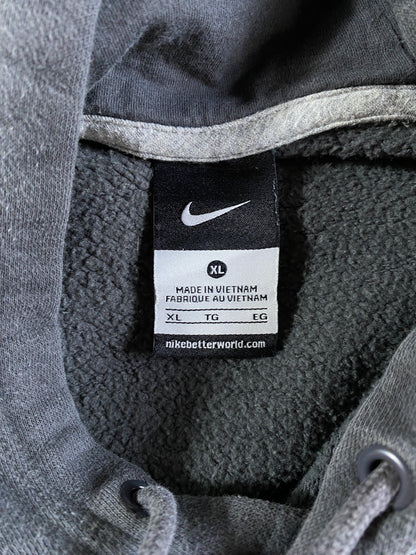 XL
MADE IN VIETNAM
FABRIQUE AU VIETNAM
XL TG EG
nikebetterworld.com